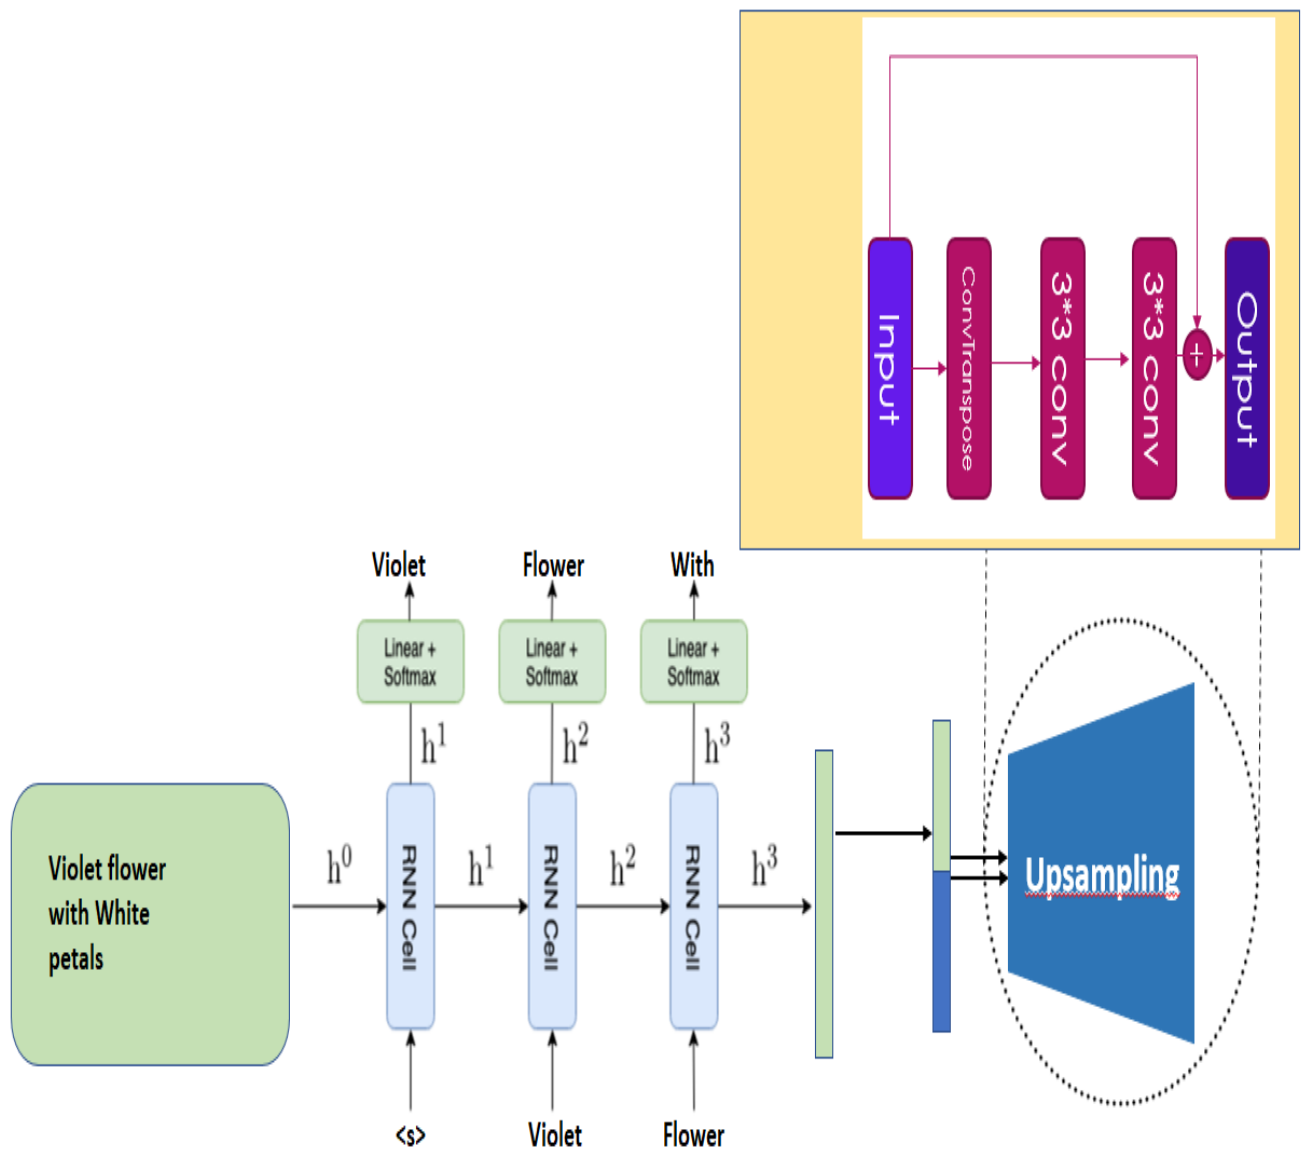 Input
ConvTranspose
3*3 conv
3*3 conv
+
Output
Violet
Flower
With
Linear +
Softmax
Linear +
Softmax
Linear +
Softmax
h¹
h²
h³
Violet flower
with White
petals
h⁰
RNN Cell
h¹
RNN Cell
h²
RNN Cell
h³
Upsampling
<s>
Violet
Flower